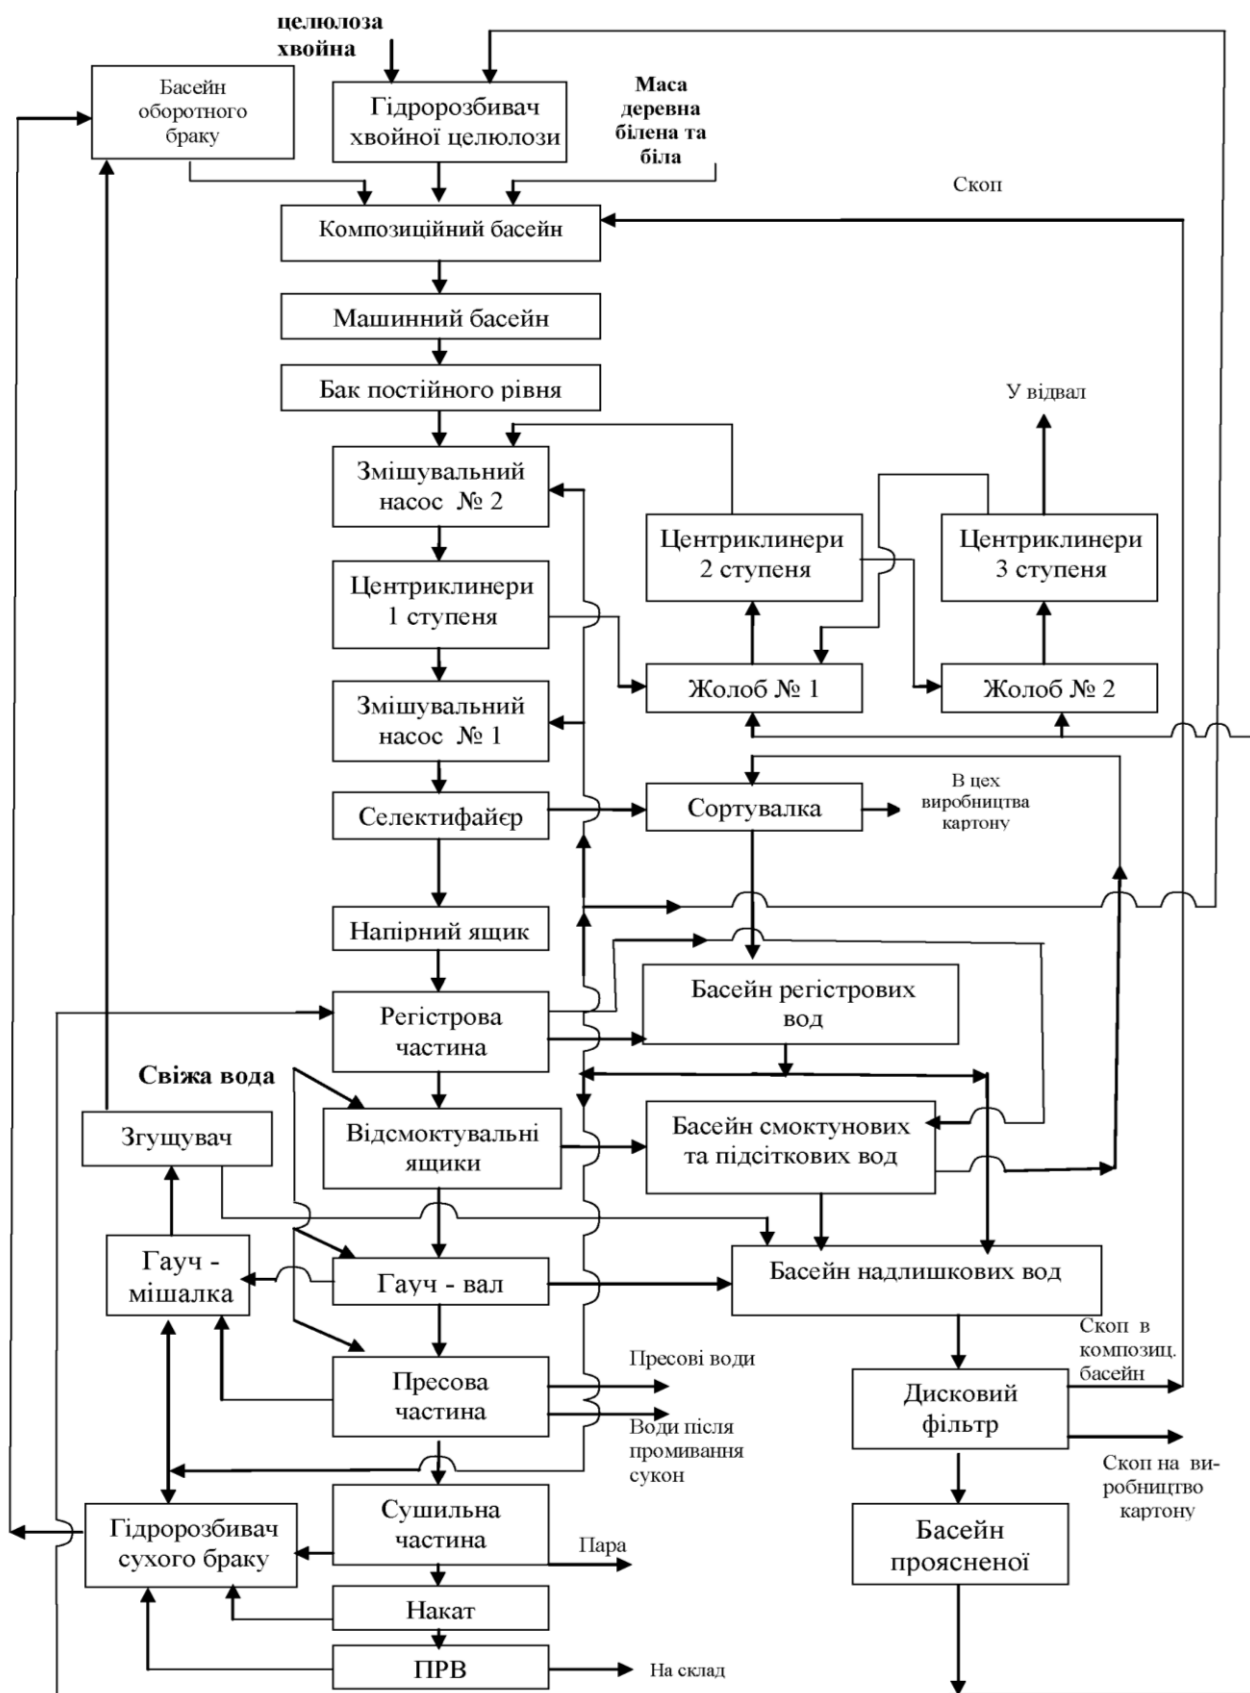 целюлоза
хвойна
Басейн
оборотного
браку
Гідророзбивач
хвойної целюлози
Маса
деревна
білена та
біла
Скоп
Композиційний басейн
Машинний басейн
Бак постійного рівня
У відвал
Змішувальний
насос № 2
Центриклинери
2 ступеня
Центриклинери
3 ступеня
Центриклинери
1 ступеня
Жолоб № 1
Жолоб № 2
Змішувальний
насос № 1
Селектифайєр
Сортувалка
В цех
виробництва
картону
Напірний ящик
Басейн регістрових
вод
Регістрова
частина
Свіжа вода
Згущувач
Відсмоктувальні
ящики
Басейн смоктунових
та підсіткових вод
Гауч -
мішалка
Гауч - вал
Басейн надлишкових вод
Пресова
частина
Пресові води
Води після
промивання
сукон
Скоп в
композиц.
басейн
Дисковий
фільтр
Скоп на ви-
робництво
картону
Гідророзбивач
сухого браку
Сушильна
частина
Пара
Басейн
проясненої
Накат
ПРВ
На склад